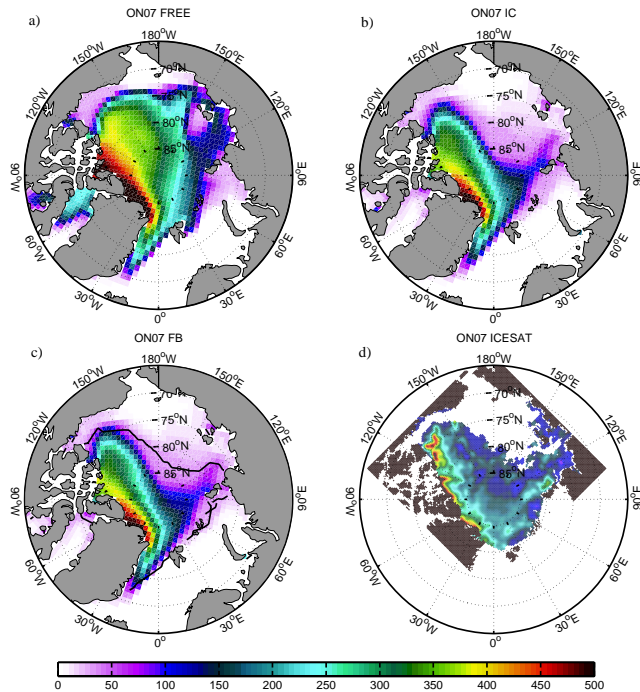 ON07 FREE
a)
180°W
150°W
150°E
120°W
120°E
70°N
75°N
80°N
85°N
90°W
90°E
60°W
60°E
30°W
30°E
0°
ON07 IC
b)
180°W
150°W
150°E
120°W
120°E
70°N
75°N
80°N
85°N
90°W
90°E
60°W
60°E
30°W
30°E
0°
ON07 FB
c)
180°W
150°W
150°E
120°W
120°E
70°N
75°N
80°N
85°N
90°W
90°E
60°W
60°E
30°W
30°E
0°
ON07 ICESAT
d)
180°W
150°W
150°E
120°W
120°E
70°N
75°N
80°N
85°N
90°W
90°E
60°W
60°E
30°W
30°E
0°
0 50 100 150 200 250 300 350 400 450 500